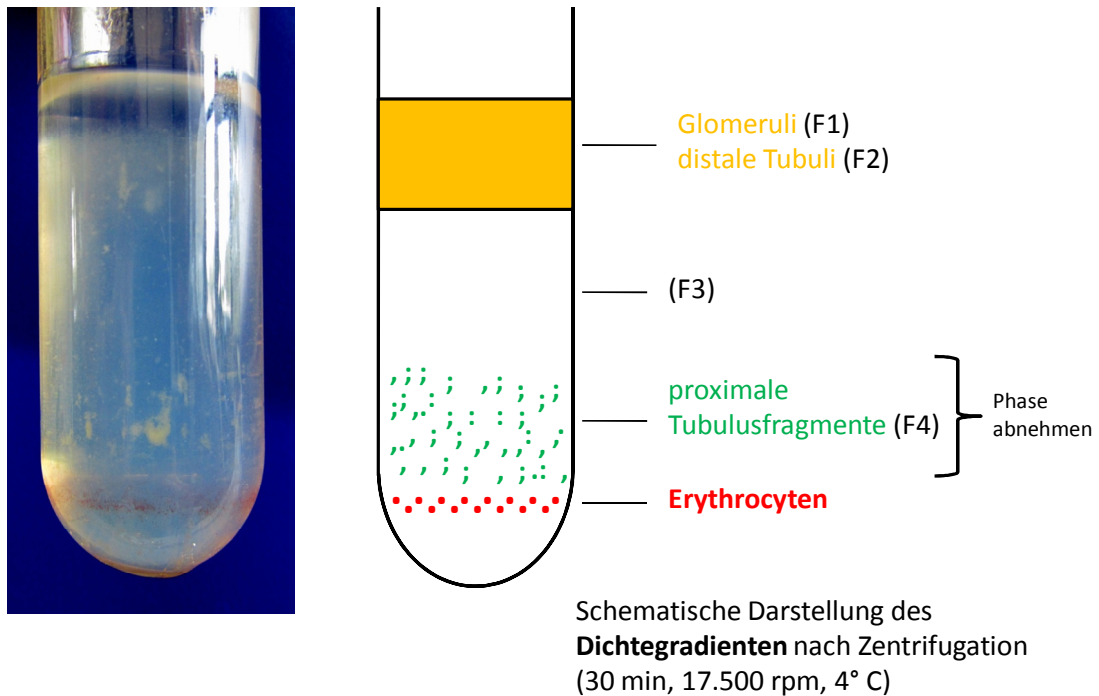 Glomeruli (F1)
distale Tubuli (F2)
(F3)
proximale
Tubulusfragmente (F4)
Phase
abnehmen
Erythrocyten
Schematische Darstellung des
Dichtegradienten nach Zentrifugation
(30 min, 17.500 rpm, 4° C)